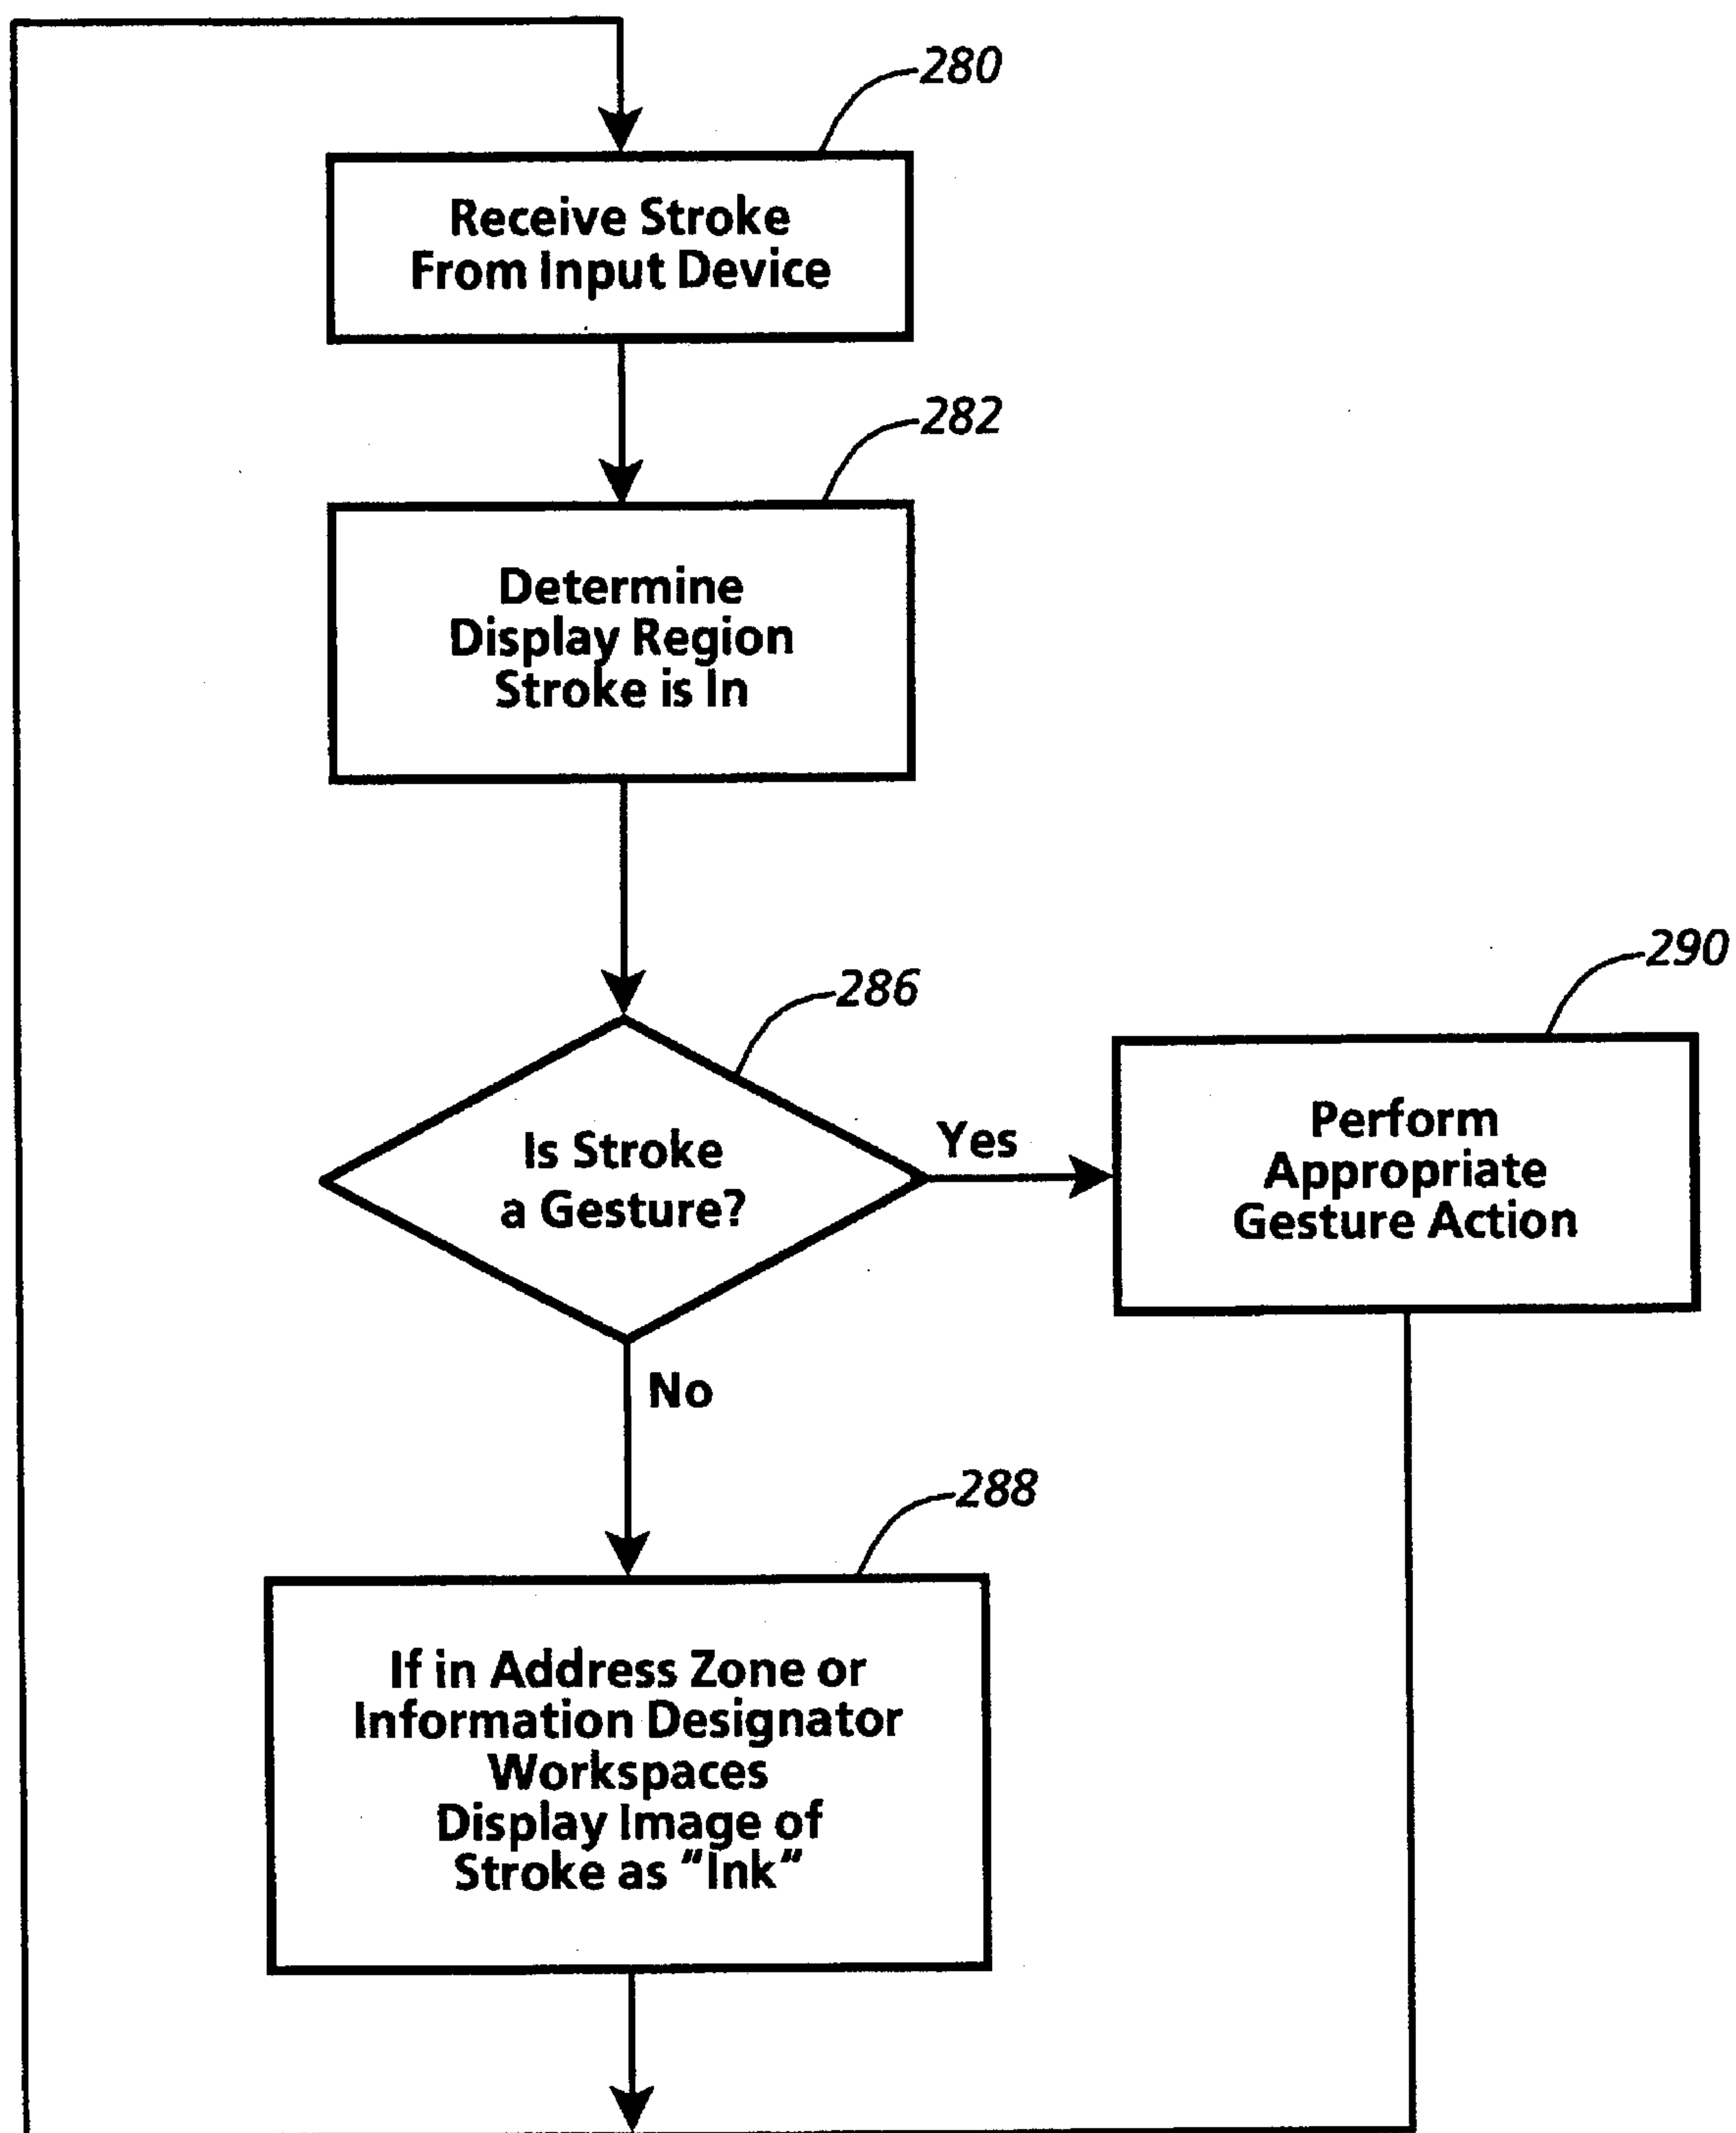 280
Receive Stroke
From Input Device
282
Determine
Display Region
Stroke is In
286
Is Stroke
a Gesture?
Yes
290
Perform
Appropriate
Gesture Action
No
288
If in Address Zone or
Information Designator
Workspaces
Display Image of
Stroke as "Ink"